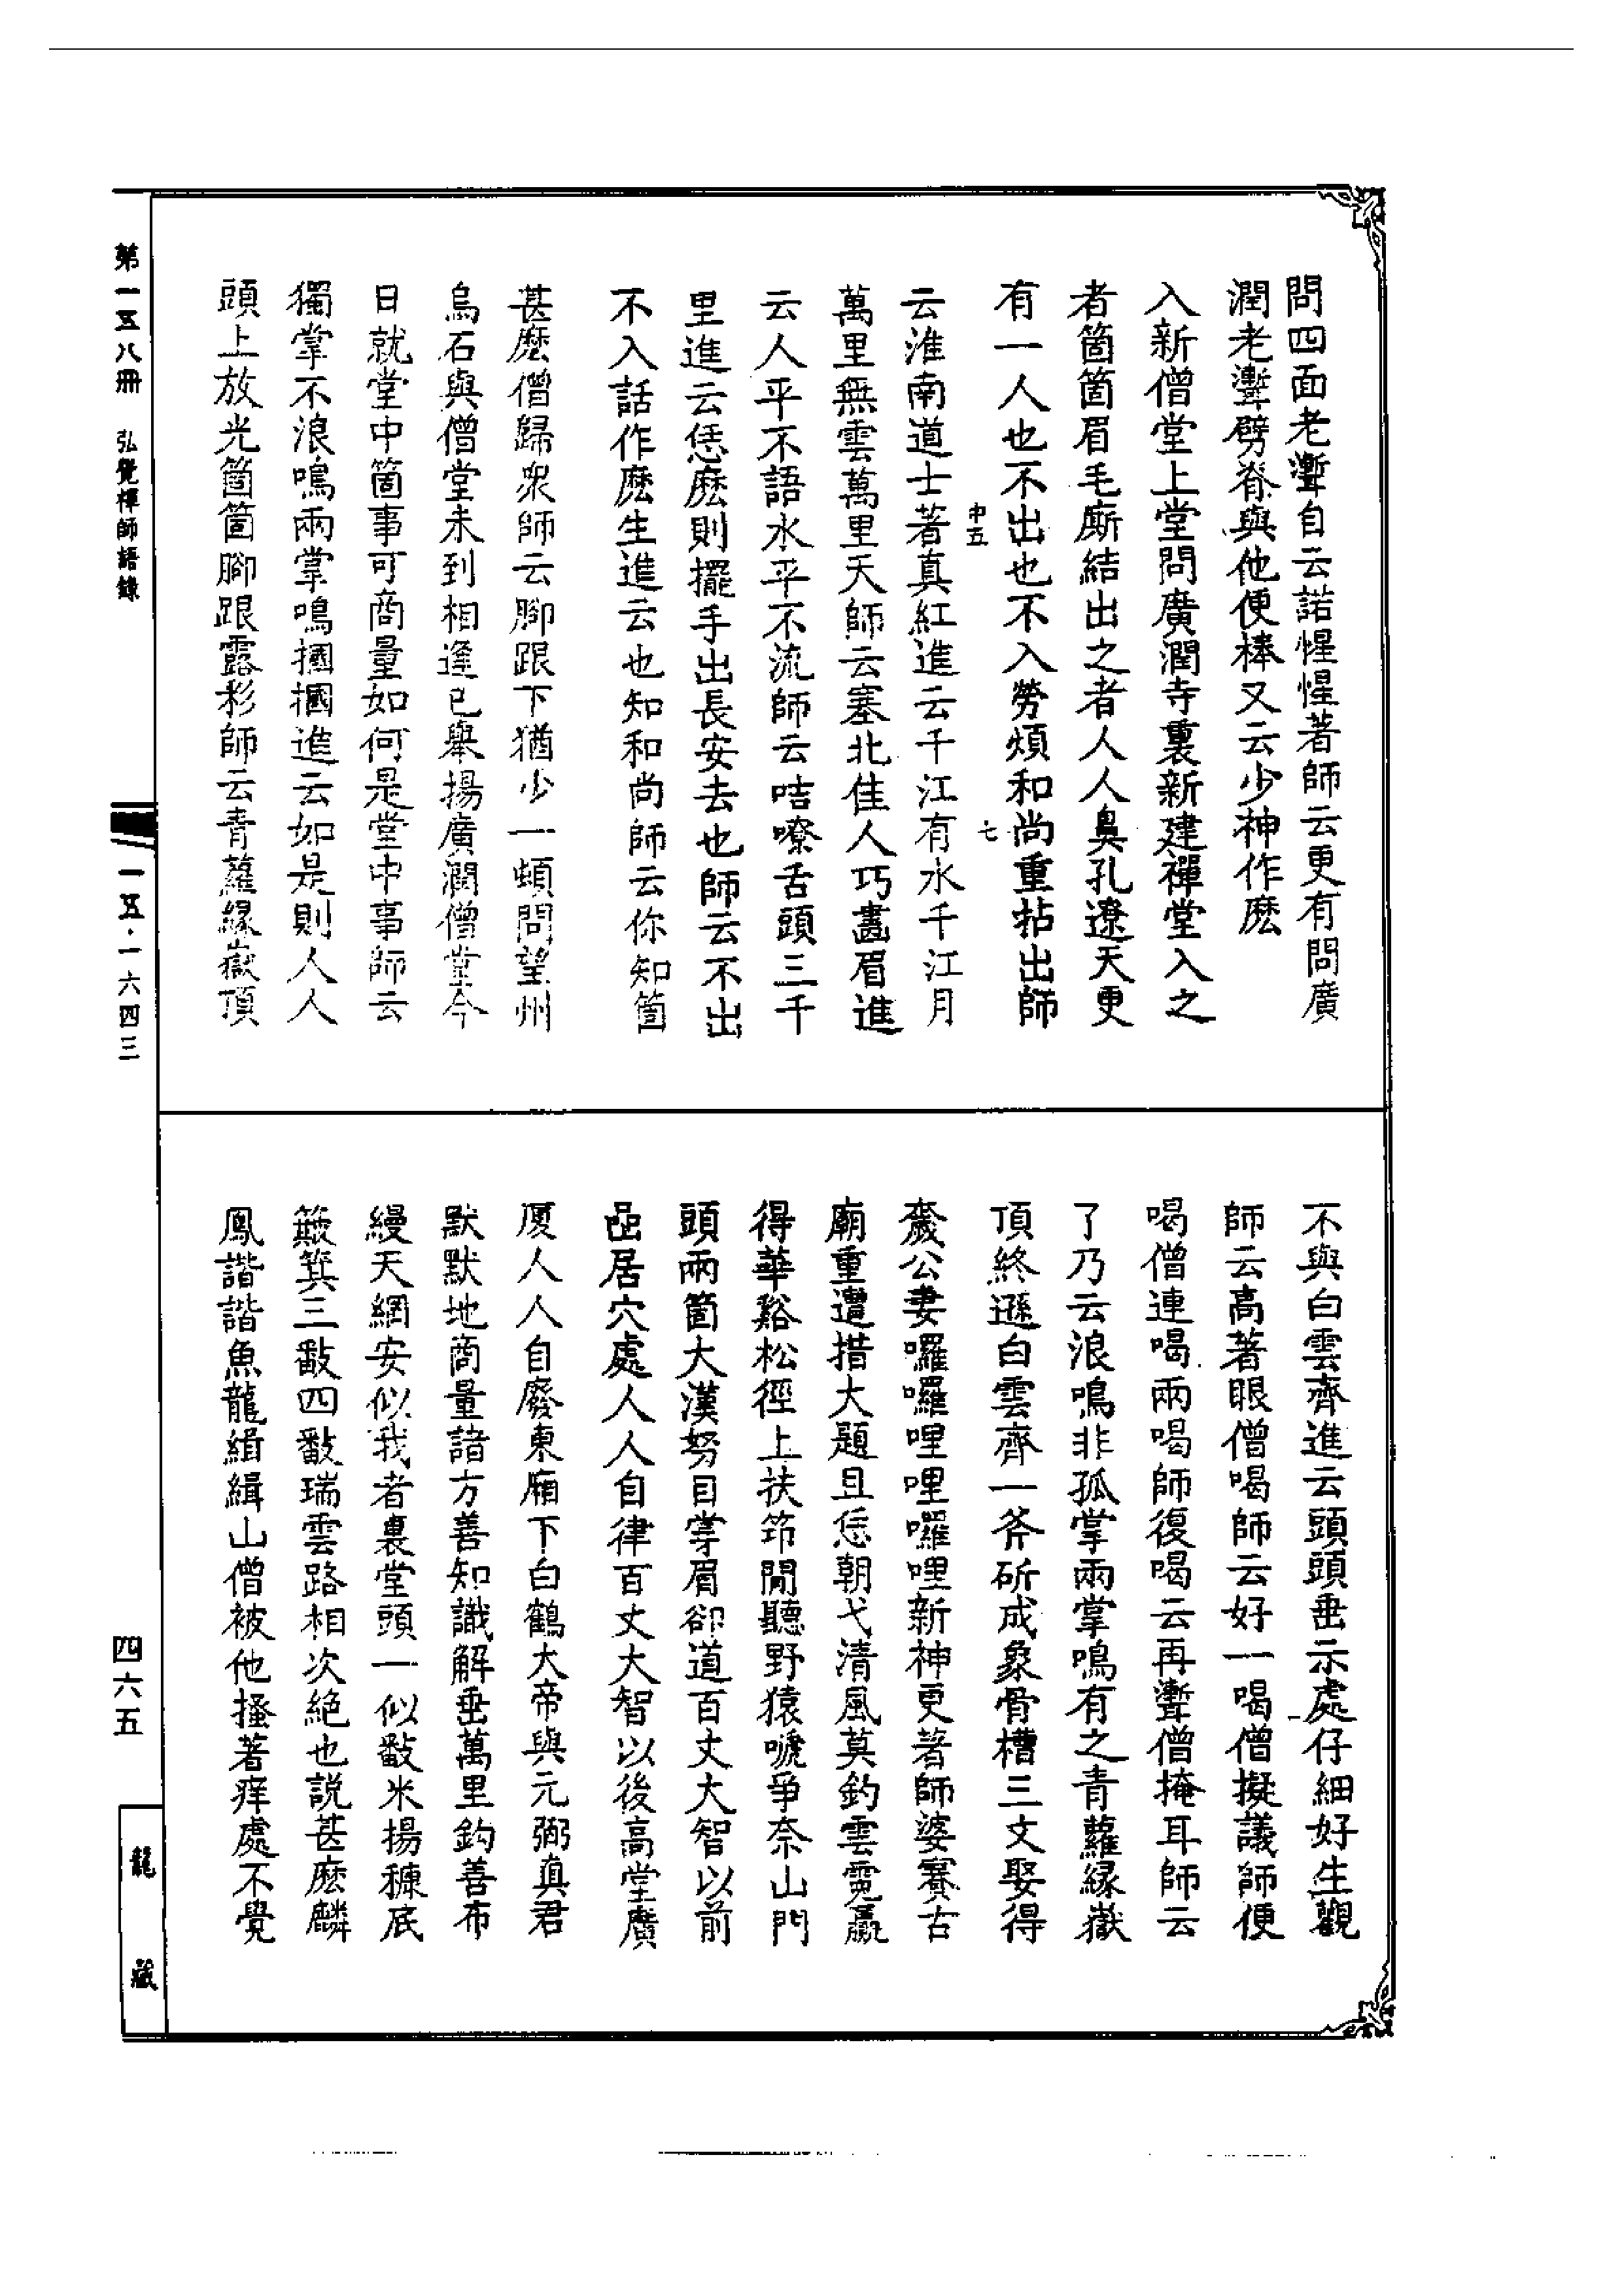 問四面老漸自云諾惺惺著師云更有問廣
潤老漸劈脊與他便棒又云少神作麽
入新僧堂上堂問廣潤寺裏新建禪堂入之
者箇箇眉毛廝結出之者人人鼻孔遼天更
有一人也不出也不入勞煩和尚重拈出師
中五
七
云淮南道士著真紅進云千江有水千江月
萬里無雲萬里天師云塞北佳人巧畵眉進
云人平不語水平不流師云咭嘹舌頭三千
里進云恁麽則擺手出長安去也師云不出
不入話作麽生進云也知和尚師云你知箇
甚麽僧歸衆師云腳跟下猶少一頓問望州
烏石與僧堂未到相逢已舉揚廣潤僧堂今
日就堂中箇事可商量如何是堂中事師云
獨掌不浪鳴兩掌鳴摑摑進云如是則人人
頭上放光箇箇腳跟露彩師云青蘿緣嶽頂
不與白雲齊進云頭頭垂示處仔細好生觀
師云高著眼僧喝師云好一喝僧擬議師便
喝僧連喝兩喝師復喝云再漸僧掩耳師云
了乃云浪鳴非孤掌兩掌鳴有之青蘿緣嶽
頂終遜白雲齊一斧斫成象骨槽三文娶得
公妻囉囉哩哩囉哩新神更著師婆賽古
廟重遭措大題且恁朝弋清風莫釣雲霓羸
得華谿松徑上扶笻閒聽野猿嗁爭奈山門
頭兩箇大漢努目掌眉卻道百丈大智以前
嵒居穴處人人自律百丈大智以後高堂廣
厦人人自廢東廂下白鶴大帝與元弼真君
默默地商量諸方善知識解垂萬里鈎善布
縵天網安似我者裏堂頭一似㪣米揚穅底
簸箕三㪣四㪣瑞雲路相次絕也説甚麽麟
鳳諧諧魚龍緝緝山僧被他搔著痒處不覺
第一五八冊　弘覺禪師語錄
一五·一六四三
四六五
龍藏